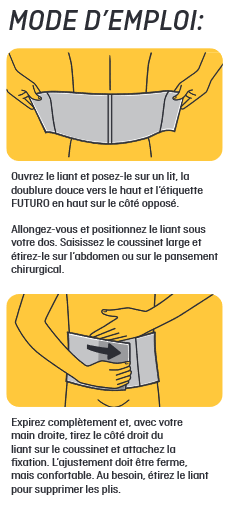 MODE D'EMPLOI:
Ouvrez le liant et posez-le sur un lit, la
doublure douce vers le haut et l'étiquette
FUTURO en haut sur le côté opposé.
Allongez-vous et positionnez le liant sous
votre dos. Saisissez le coussinet large et
étirez-le sur l'abdomen ou sur le pansement
chirurgical.
Expirez complètement et, avec votre
main droite, tirez le côté droit du
liant sur le coussinet et attachez la
fixation. L'ajustement doit être ferme,
mais confortable. Au besoin, étirez le liant
pour supprimer les plis.